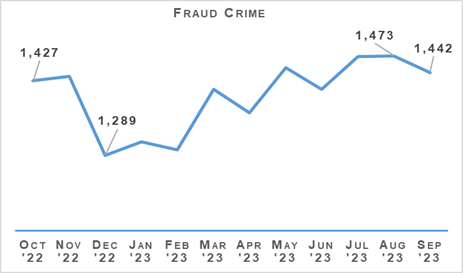 FRAUD CRIME
1,427
1,289
1,473
1,442
OCT NOV DEC JAN FEB MAR APR MAY JUN JUL AUG SEP
'22 '22 '22 '23 '23 '23 '23 '23 '23 '23 '23 '23